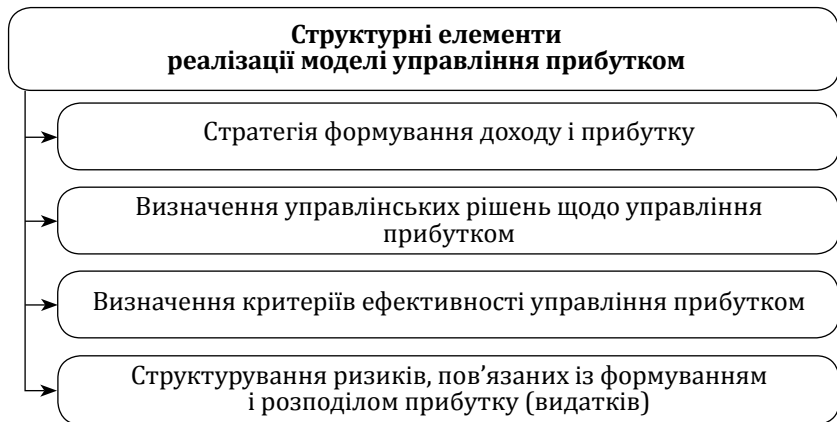 Структурні елементи
реалізації моделі управління прибутком
Стратегія формування доходу і прибутку
Визначення управлінських рішень щодо управління
прибутком
Визначення критеріїв ефективності управління прибутком
Структурування ризиків, пов’язаних із формуванням
і розподілом прибутку (видатків)